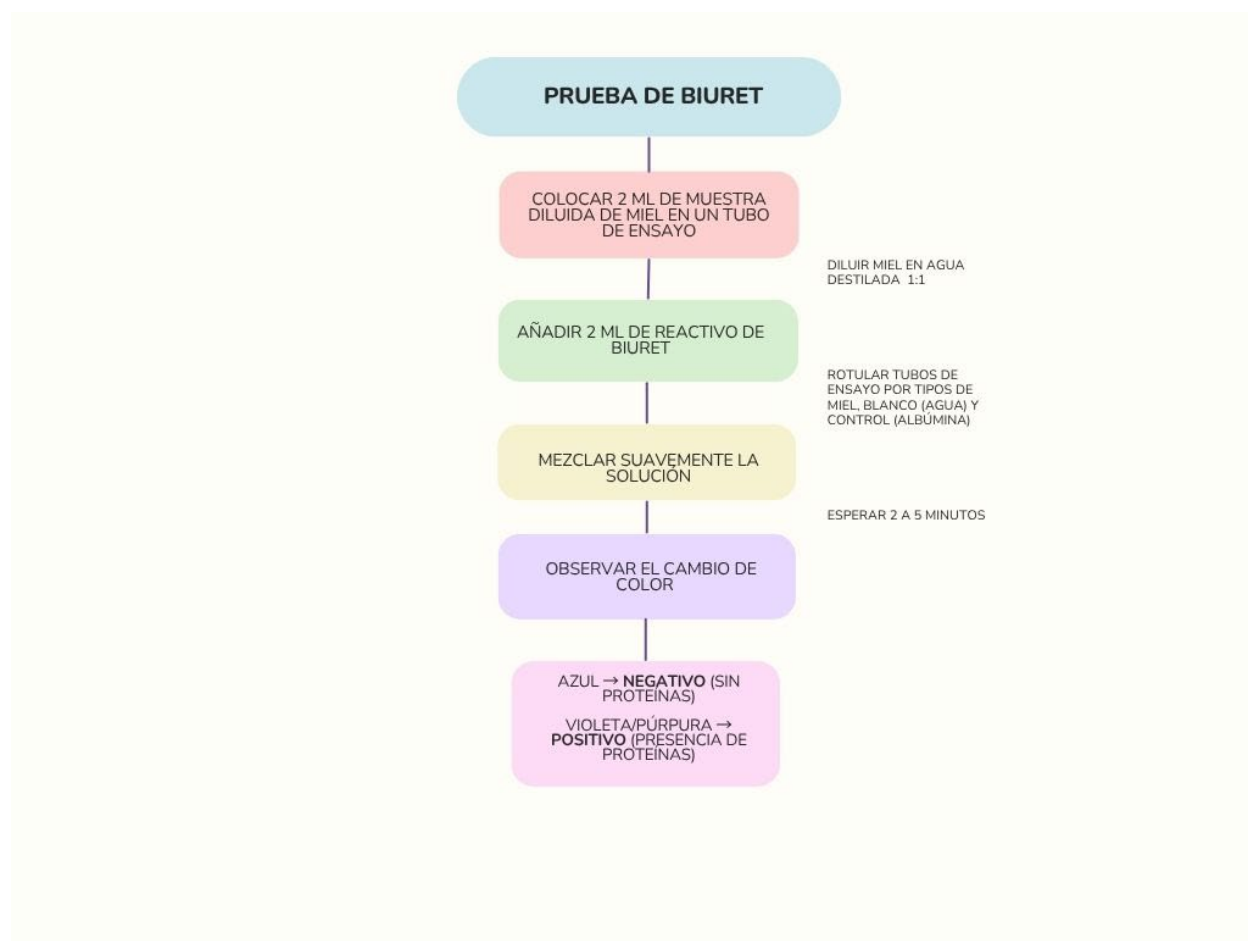 PRUEBA DE BIURET
COLOCAR 2 ML DE MUESTRA
DILUIDA DE MIEL EN UN TUBO
DE ENSAYO
DILUIR MIEL EN AGUA
DESTILADA 1:1
AÑADIR 2 ML DE REACTIVO DE
BIURET
ROTULAR TUBOS DE
ENSAYO POR TIPOS DE
MIEL, BLANCO (AGUA) Y
CONTROL (ALBÚMINA)
MEZCLAR SUAVEMENTE LA
SOLUCIÓN
ESPERAR 2 A 5 MINUTOS
OBSERVAR EL CAMBIO DE
COLOR
AZUL → NEGATIVO (SIN
PROTEÍNAS)
VIOLETA/PÚRPURA →
POSITIVO (PRESENCIA DE
PROTEÍNAS)